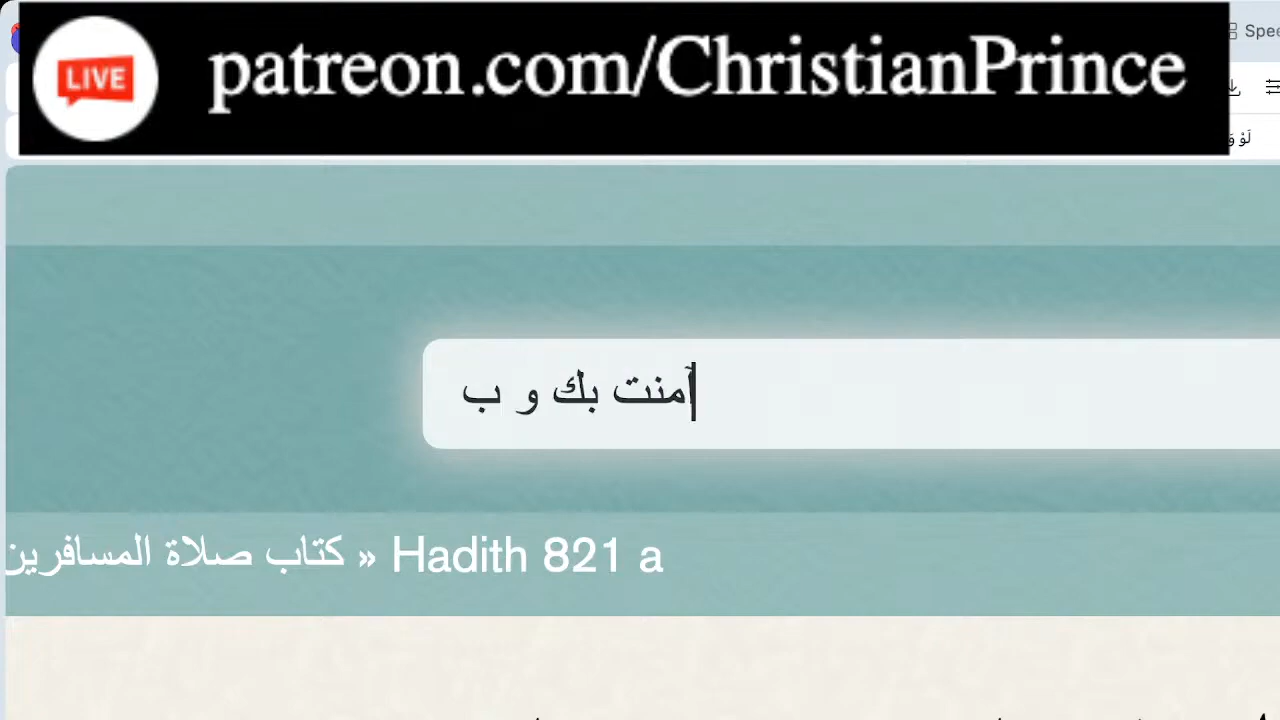 LIVE
patreon.com/ChristianPrince
آمنت بك و ب
كتاب صلاة المسافرين » Hadith 821 a